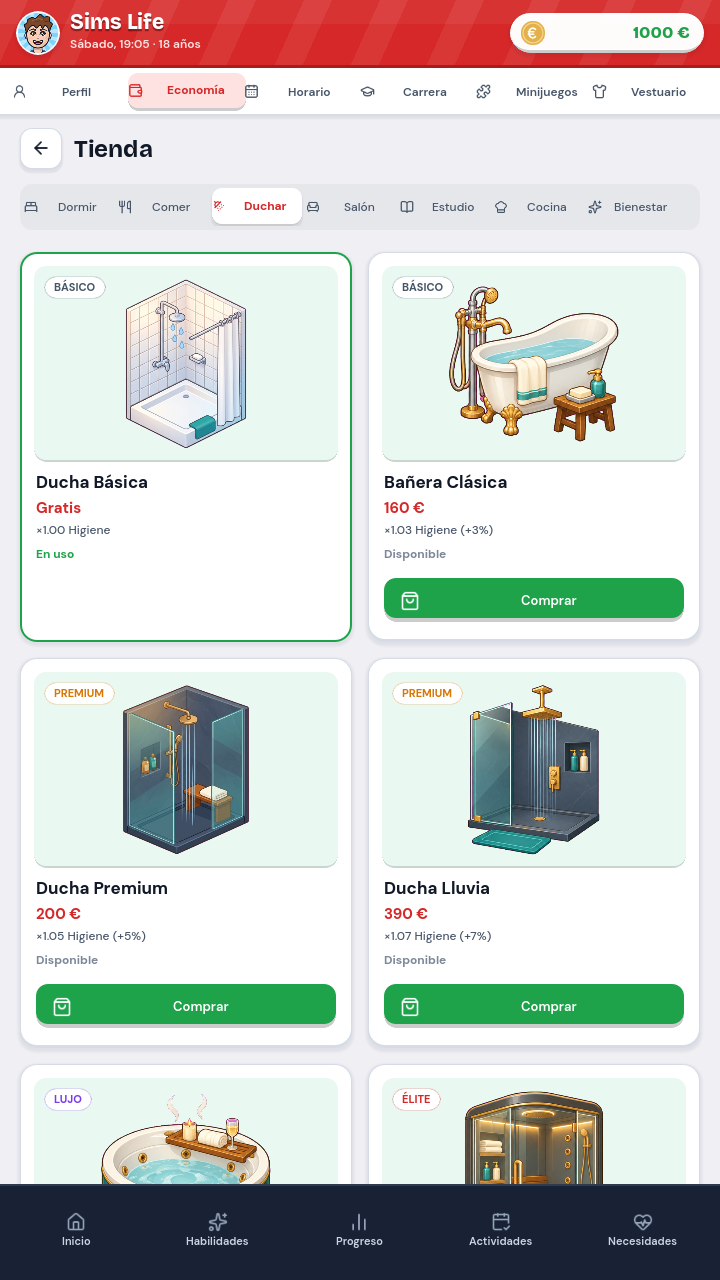 Sims Life
Sábado, 19:05 · 18 años
€ 1000 €
Perfil Economía Horario Carrera Minijuegos Vestuario
Tienda
Dormir Comer Duchar Salón Estudio Cocina Bienestar
BÁSICO
Ducha Básica
Gratis
×1.00 Higiene
En uso
BÁSICO
Bañera Clásica
160 €
×1.03 Higiene (+3%)
Disponible
Comprar
PREMIUM
Ducha Premium
200 €
×1.05 Higiene (+5%)
Disponible
Comprar
PREMIUM
Ducha Lluvia
390 €
×1.07 Higiene (+7%)
Disponible
Comprar
LUJO
ÉLITE
Inicio Habilidades Progreso Actividades Necesidades